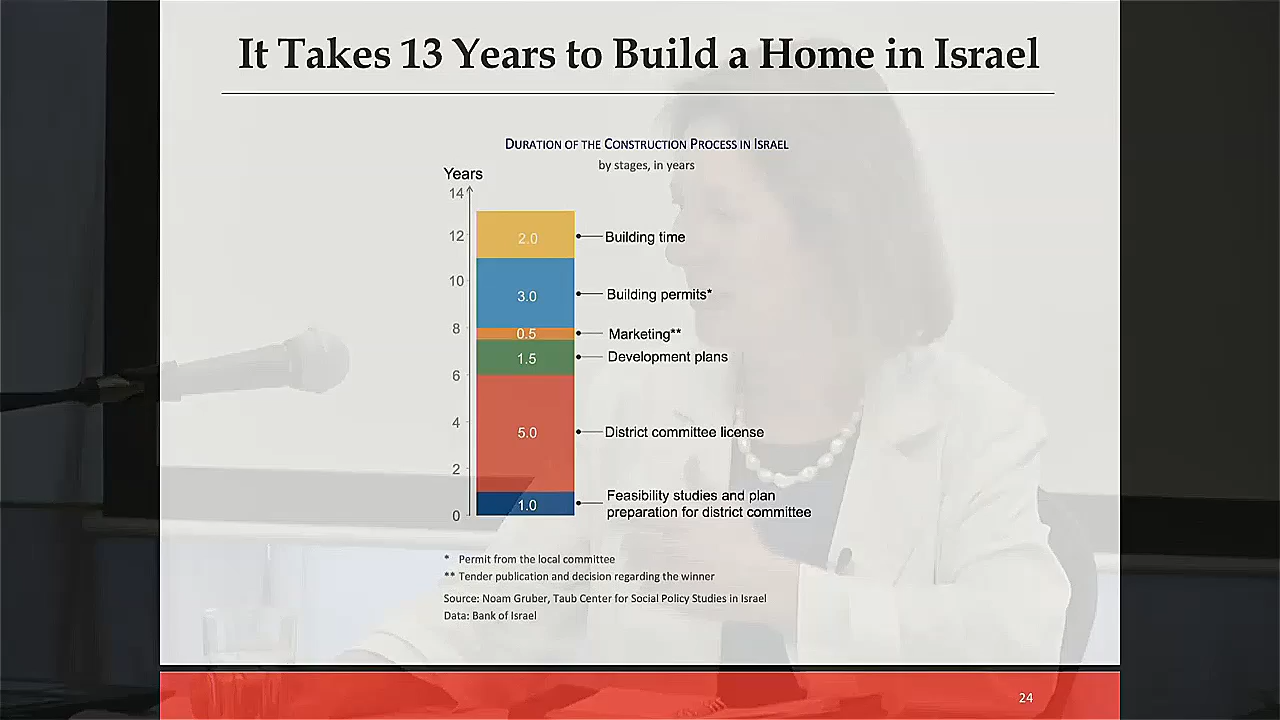 It Takes 13 Years to Build a Home in Israel
DURATION OF THE CONSTRUCTION PROCESS IN ISRAEL
by stages, in years
Years
14
12
10
8
6
4
2
0
2.0 Building time
3.0 Building permits*
0.5 Marketing**
1.5 Development plans
5.0 District committee license
1.0 Feasibility studies and plan
preparation for district committee
* Permit from the local committee
** Tender publication and decision regarding the winner
Source: Noam Gruber, Taub Center for Social Policy Studies in Israel
Data: Bank of Israel
24